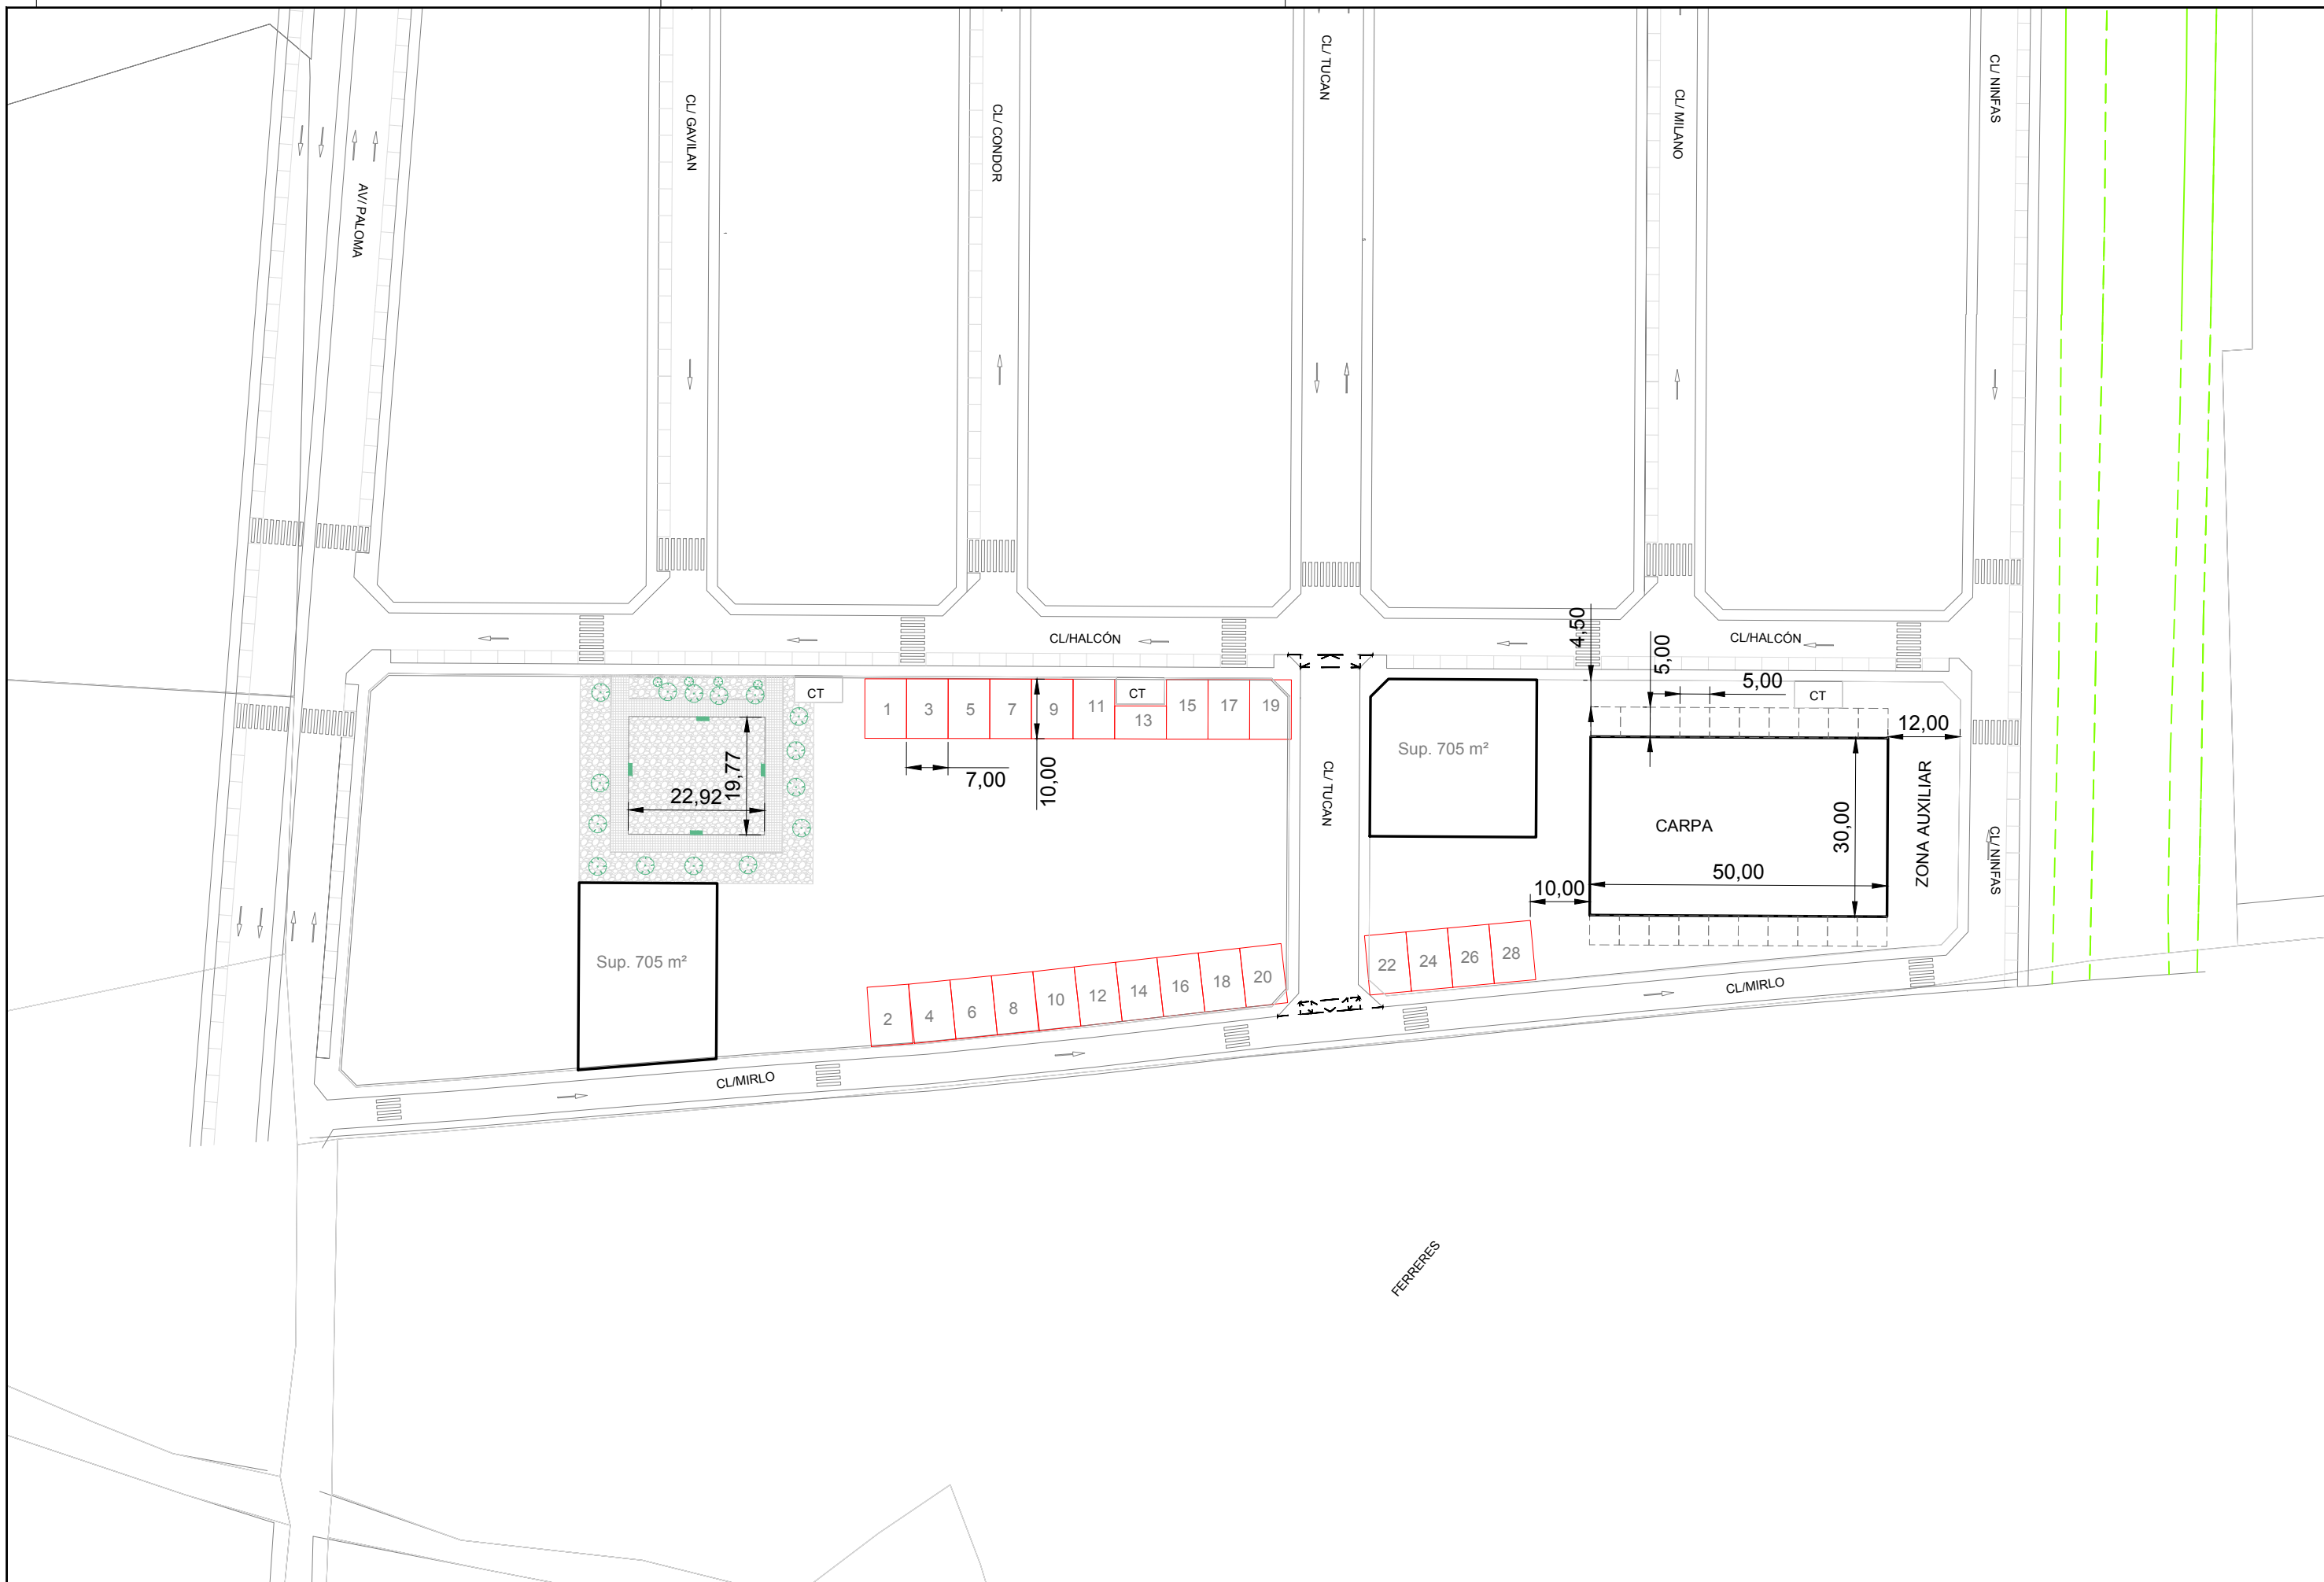 CL/ TUCAN
CL/ NINFAS
CL/ GAVILAN
CL/ CONDOR
CL/ MILANO
AV/ PALOMA
CL/HALCÓN
CL/HALCÓN
4,50
5,00
5,00
CT
CT
CT
1
3
5
7
9
11
13
15
17
19
12,00
Sup. 705 m²
19,77
22,92
7,00
10,00
CL/ TUCAN
CARPA
30,00
ZONA AUXILIAR
50,00
10,00
CL/ NINFAS
Sup. 705 m²
2
4
6
8
10
12
14
16
18
20
22
24
26
28
CL/MIRLO
CL/MIRLO
FERRERES